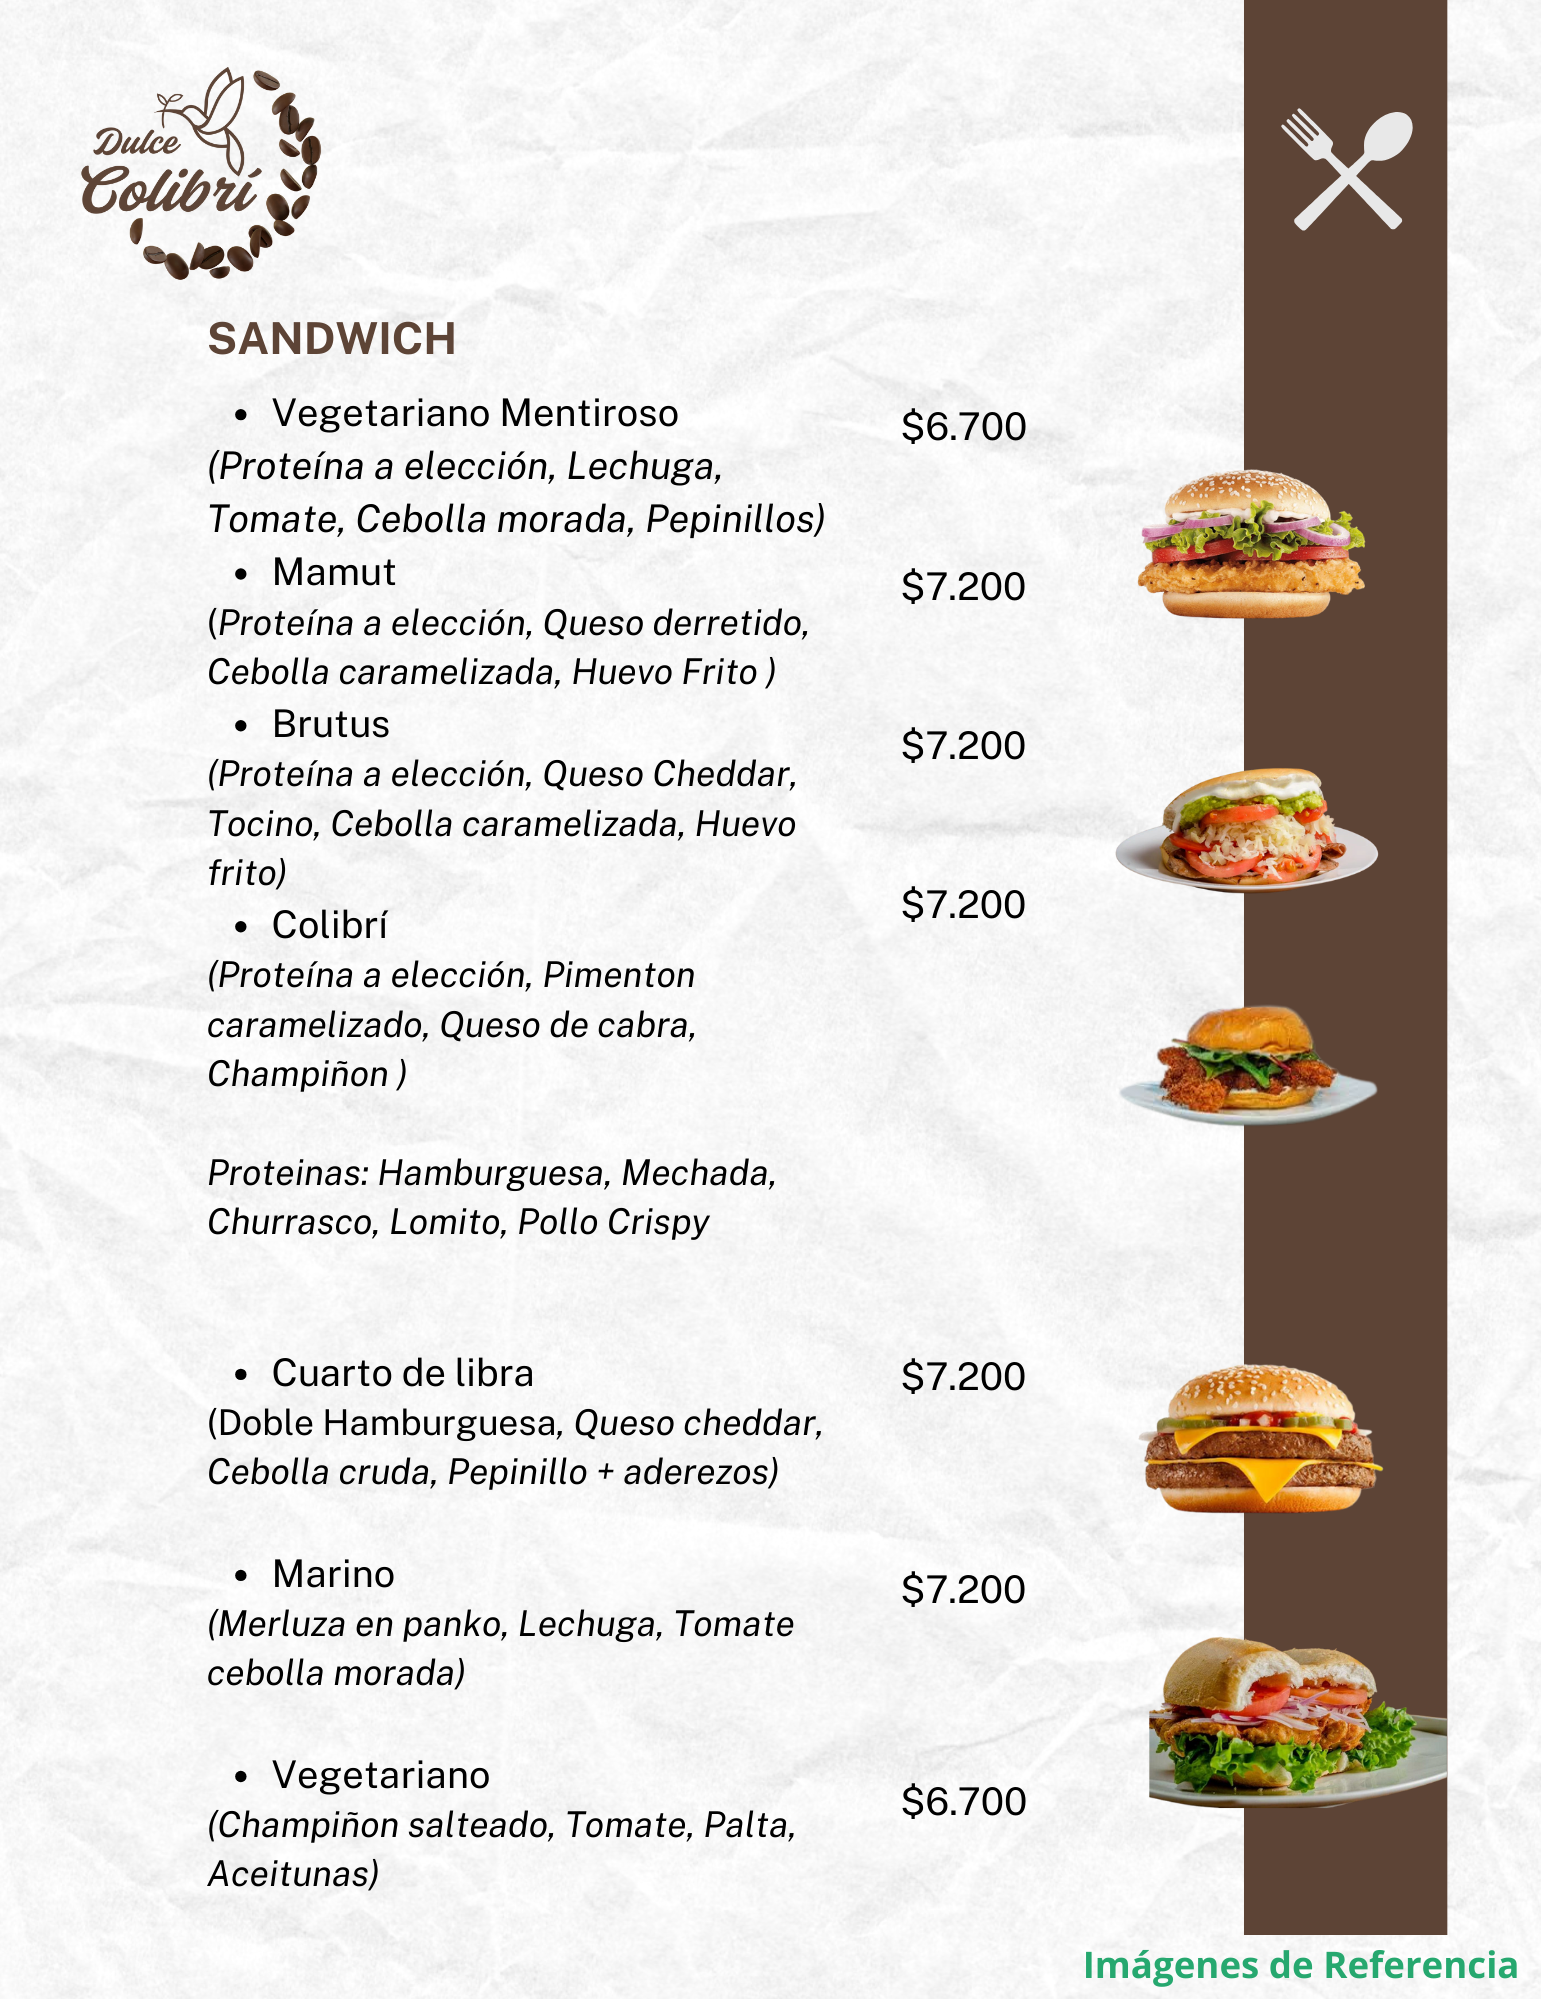 Dulce
Colibrí
SANDWICH
• Vegetariano Mentiroso $6.700
(Proteína a elección, Lechuga,
Tomate, Cebolla morada, Pepinillos)
• Mamut $7.200
(Proteína a elección, Queso derretido,
Cebolla caramelizada, Huevo Frito )
• Brutus $7.200
(Proteína a elección, Queso Cheddar,
Tocino, Cebolla caramelizada, Huevo
frito)
• Colibrí $7.200
(Proteína a elección, Pimenton
caramelizado, Queso de cabra,
Champiñon )
Proteinas: Hamburguesa, Mechada,
Churrasco, Lomito, Pollo Crispy
• Cuarto de libra $7.200
(Doble Hamburguesa, Queso cheddar,
Cebolla cruda, Pepinillo + aderezos)
• Marino $7.200
(Merluza en panko, Lechuga, Tomate
cebolla morada)
• Vegetariano $6.700
(Champiñon salteado, Tomate, Palta,
Aceitunas)
Imágenes de Referencia